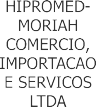 HIPROMED-
MORIAH
COMERCIO,
IMPORTACAO
E SERVICOS
LTDA